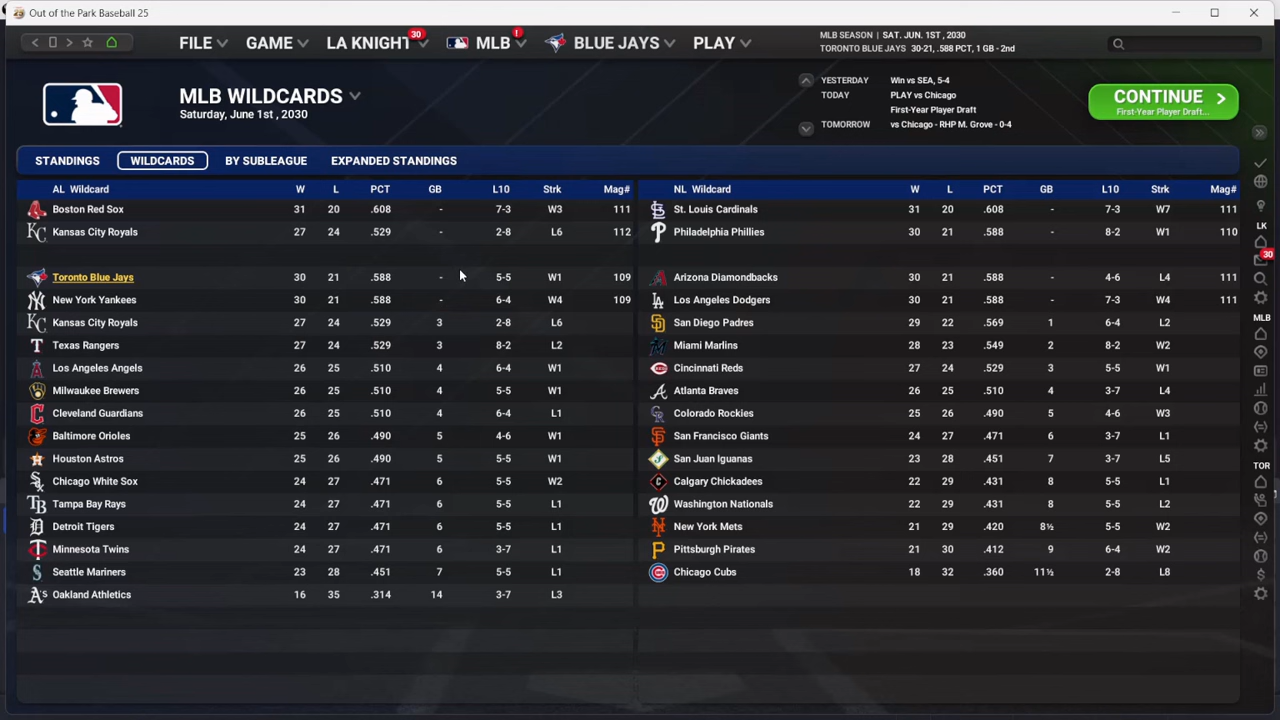 Out of the Park Baseball 25
FILE GAME LA KNIGHT 30 MLB ! BLUE JAYS PLAY
MLB SEASON | SAT. JUN. 1ST , 2030
TORONTO BLUE JAYS 30-21, .588 PCT, 1 GB - 2nd
MLB WILDCARDS
Saturday, June 1st , 2030
YESTERDAY Win vs SEA, 5-4
TODAY PLAY vs Chicago
First-Year Player Draft
TOMORROW vs Chicago - RHP M. Grove - 0-4
CONTINUE
First-Year Player Draft...
STANDINGS WILDCARDS BY SUBLEAGUE EXPANDED STANDINGS
AL Wildcard W L PCT GB L10 Strk Mag#
Boston Red Sox 31 20 .608 - 7-3 W3 111
Kansas City Royals 27 24 .529 - 2-8 L6 112
Toronto Blue Jays 30 21 .588 - 5-5 W1 109
New York Yankees 30 21 .588 - 6-4 W4 109
Kansas City Royals 27 24 .529 3 2-8 L6
Texas Rangers 27 24 .529 3 8-2 L2
Los Angeles Angels 26 25 .510 4 6-4 W1
Milwaukee Brewers 26 25 .510 4 5-5 W1
Cleveland Guardians 26 25 .510 4 6-4 L1
Baltimore Orioles 25 26 .490 5 4-6 W1
Houston Astros 25 26 .490 5 5-5 W1
Chicago White Sox 24 27 .471 6 5-5 W2
Tampa Bay Rays 24 27 .471 6 5-5 L1
Detroit Tigers 24 27 .471 6 5-5 L1
Minnesota Twins 24 27 .471 6 3-7 L1
Seattle Mariners 23 28 .451 7 5-5 L1
Oakland Athletics 16 35 .314 14 3-7 L3
NL Wildcard W L PCT GB L10 Strk Mag#
St. Louis Cardinals 31 20 .608 - 7-3 W7 111
Philadelphia Phillies 30 21 .588 - 8-2 W1 110
Arizona Diamondbacks 30 21 .588 - 4-6 L4 111
Los Angeles Dodgers 30 21 .588 - 7-3 W4 111
San Diego Padres 29 22 .569 1 6-4 L2
Miami Marlins 28 23 .549 2 8-2 W2
Cincinnati Reds 27 24 .529 3 5-5 W1
Atlanta Braves 26 25 .510 4 3-7 L4
Colorado Rockies 25 26 .490 5 4-6 W3
San Francisco Giants 24 27 .471 6 3-7 L1
San Juan Iguanas 23 28 .451 7 3-7 L5
Calgary Chickadees 22 29 .431 8 5-5 L1
Washington Nationals 22 29 .431 8 5-5 L2
New York Mets 21 29 .420 8½ 5-5 W2
Pittsburgh Pirates 21 30 .412 9 6-4 W2
Chicago Cubs 18 32 .360 11½ 2-8 L8
LK
30
MLB
TOR